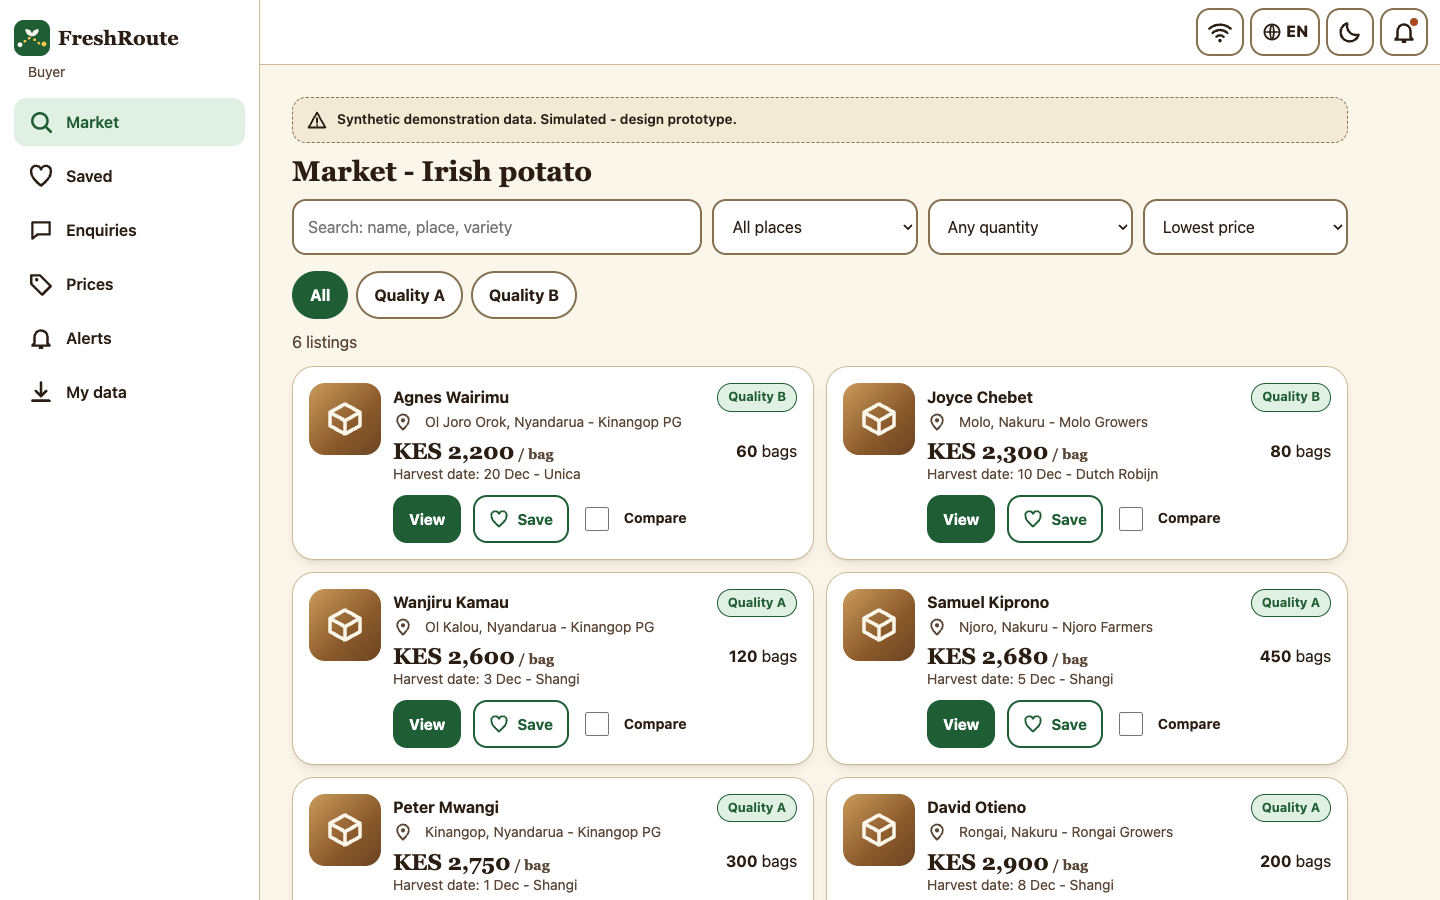 FreshRoute
Buyer
Market
Saved
Enquiries
Prices
Alerts
My data
EN
Synthetic demonstration data. Simulated - design prototype.
Market - Irish potato
Search: name, place, variety
All places
Any quantity
Lowest price
All
Quality A
Quality B
6 listings
Agnes Wairimu
Quality B
Ol Joro Orok, Nyandarua - Kinangop PG
KES 2,200 / bag
60 bags
Harvest date: 20 Dec - Unica
View
Save
Compare
Joyce Chebet
Quality B
Molo, Nakuru - Molo Growers
KES 2,300 / bag
80 bags
Harvest date: 10 Dec - Dutch Robijn
View
Save
Compare
Wanjiru Kamau
Quality A
Ol Kalou, Nyandarua - Kinangop PG
KES 2,600 / bag
120 bags
Harvest date: 3 Dec - Shangi
View
Save
Compare
Samuel Kiprono
Quality A
Njoro, Nakuru - Njoro Farmers
KES 2,680 / bag
450 bags
Harvest date: 5 Dec - Shangi
View
Save
Compare
Peter Mwangi
Quality A
Kinangop, Nyandarua - Kinangop PG
KES 2,750 / bag
300 bags
Harvest date: 1 Dec - Shangi
David Otieno
Quality A
Rongai, Nakuru - Rongai Growers
KES 2,900 / bag
200 bags
Harvest date: 8 Dec - Shangi